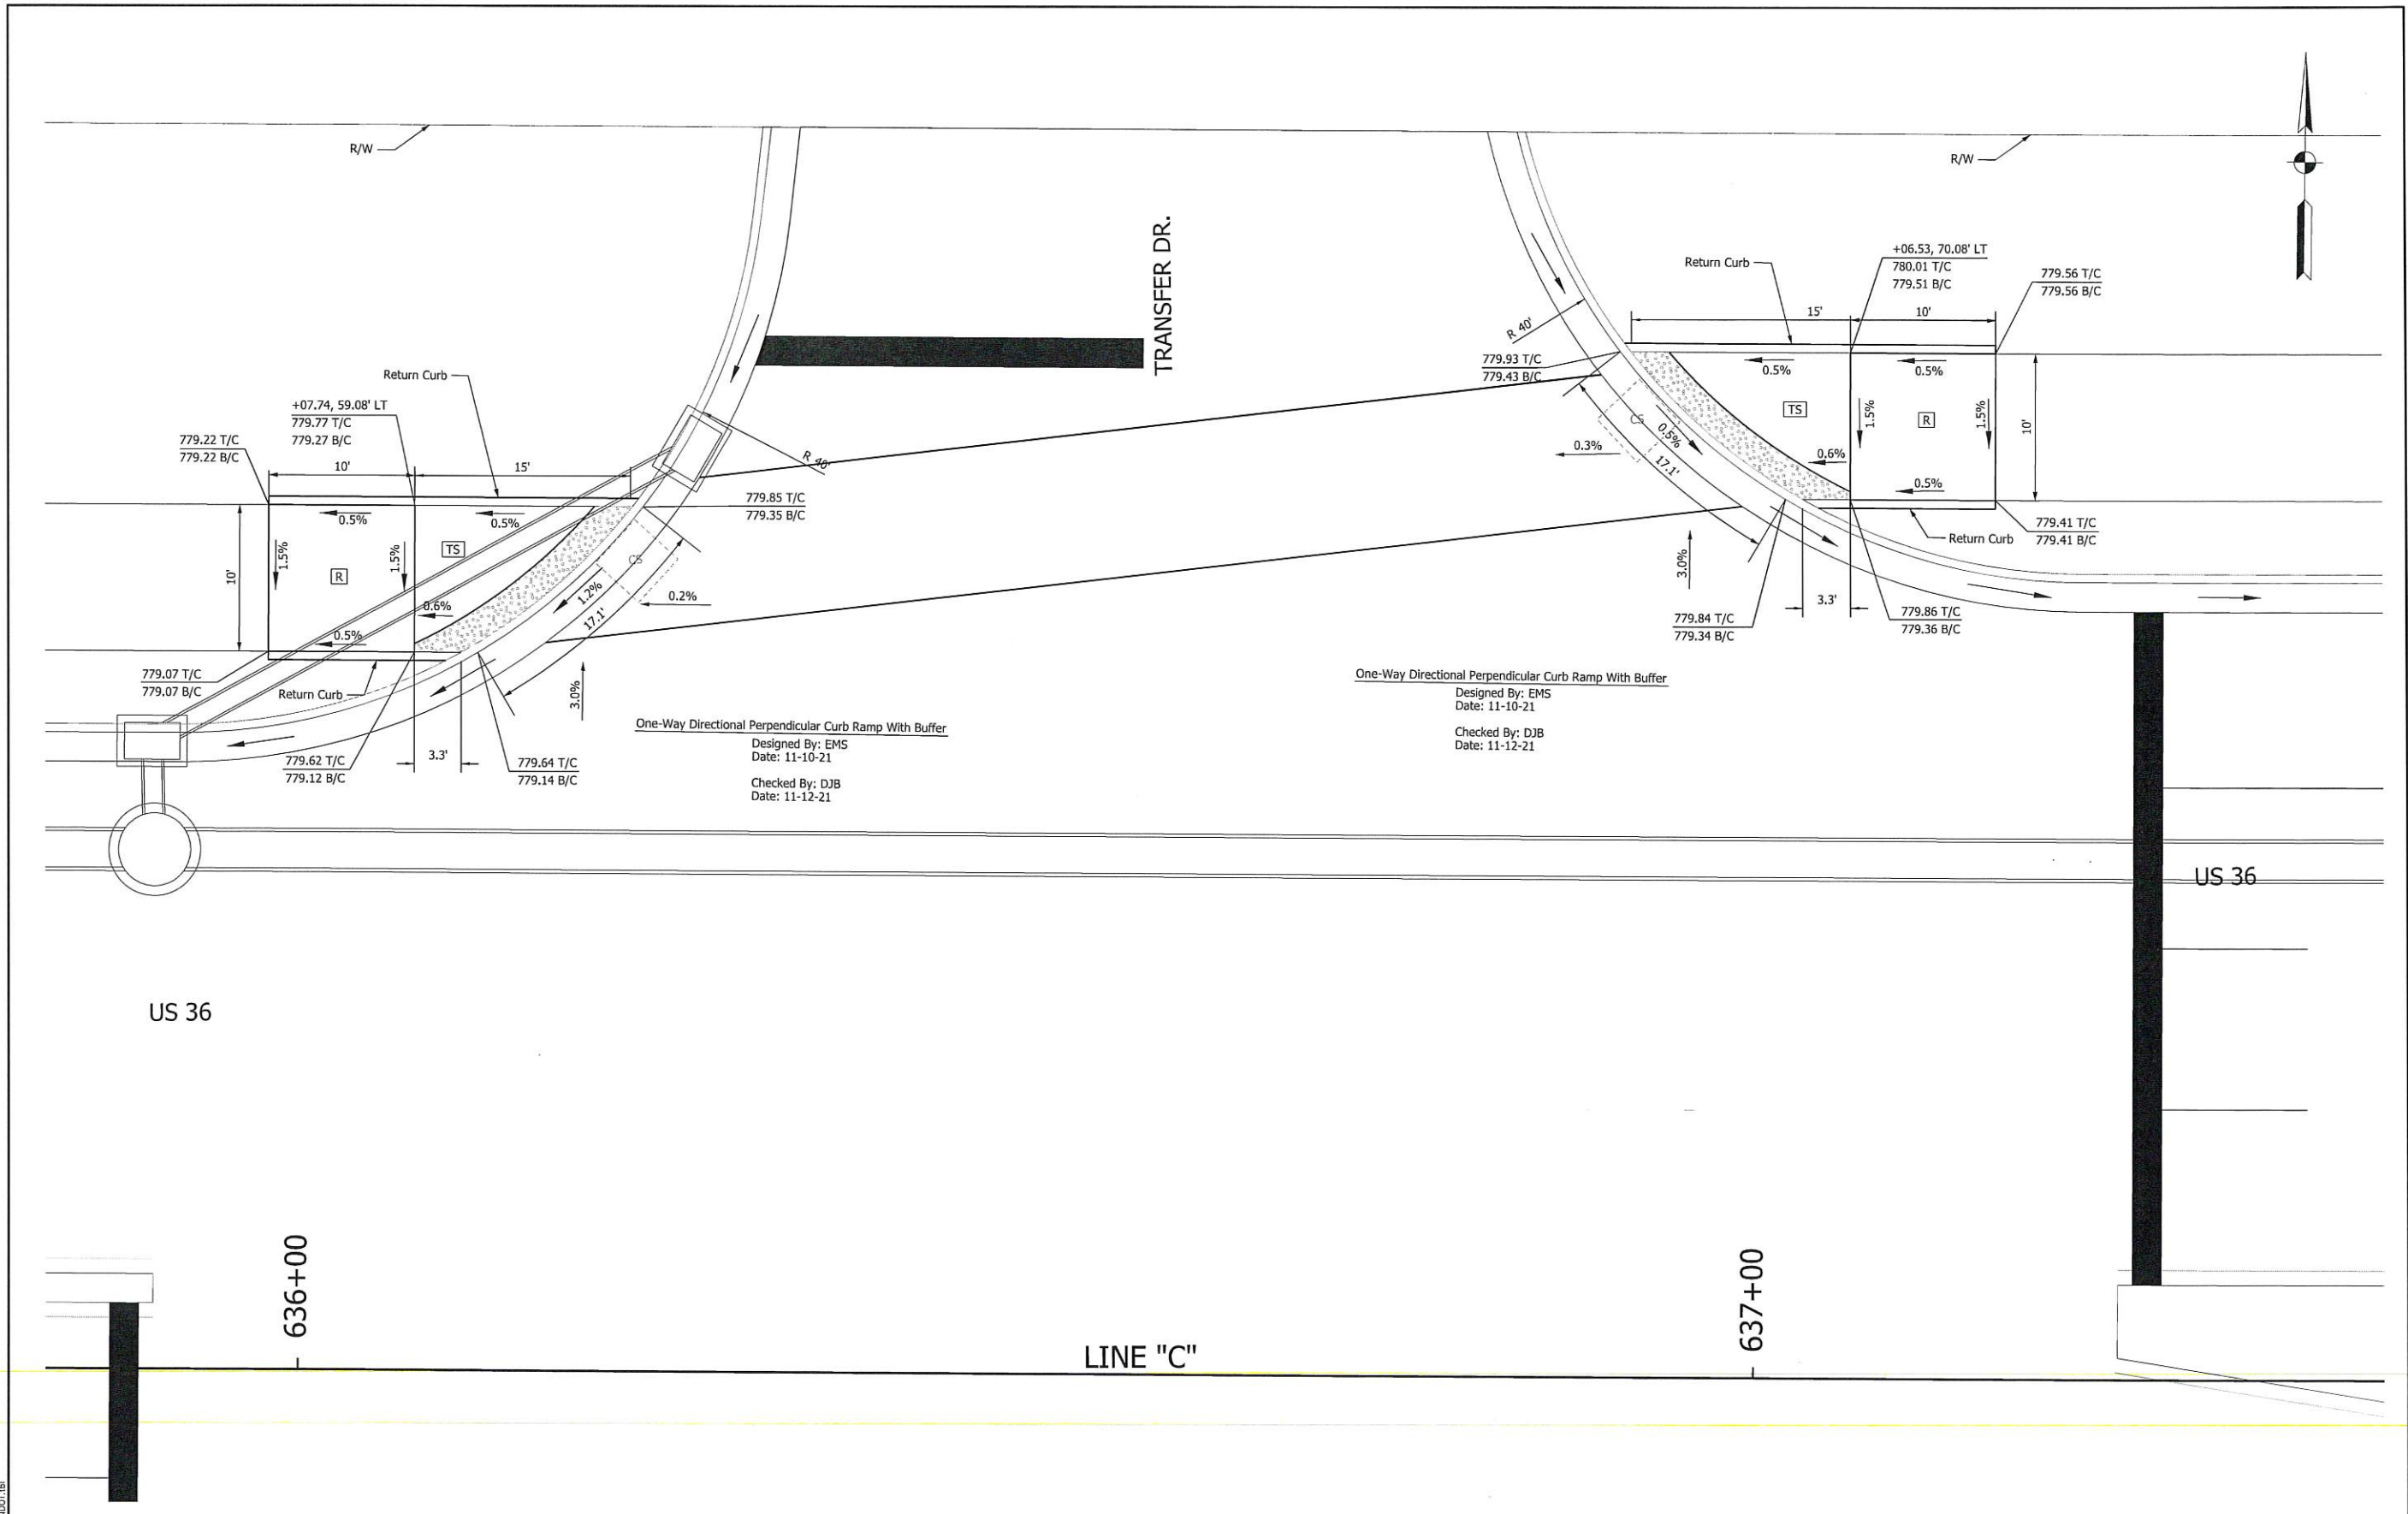 R/W
R/W
TRANSFER DR.
+06.53, 70.08' LT
780.01 T/C
779.51 B/C
Return Curb
779.56 T/C
779.56 B/C
15'
10'
R 40'
779.93 T/C
779.43 B/C
0.5%
0.5%
TS
R
1.5%
1.5%
10'
CS
0.5%
0.3%
17.1'
0.6%
0.5%
779.41 T/C
779.41 B/C
Return Curb
3.0%
3.3'
779.84 T/C
779.34 B/C
779.86 T/C
779.36 B/C
Return Curb
+07.74, 59.08' LT
779.77 T/C
779.27 B/C
779.22 T/C
779.22 B/C
10'
15'
R 40'
779.85 T/C
779.35 B/C
0.5%
0.5%
TS
R
1.5%
1.5%
10'
CS
1.2%
0.2%
17.1'
0.6%
0.5%
779.07 T/C
779.07 B/C
Return Curb
3.0%
3.3'
779.62 T/C
779.12 B/C
779.64 T/C
779.14 B/C
One-Way Directional Perpendicular Curb Ramp With Buffer
Designed By: EMS
Date: 11-10-21
Checked By: DJB
Date: 11-12-21
One-Way Directional Perpendicular Curb Ramp With Buffer
Designed By: EMS
Date: 11-10-21
Checked By: DJB
Date: 11-12-21
US 36
US 36
636+00
637+00
LINE "C"